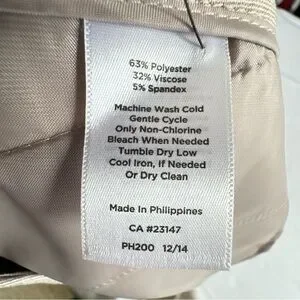 63% Polyester
32% Viscose
5% Spandex
Machine Wash Cold
Gentle Cycle
Only Non-Chlorine
Bleach When Needed
Tumble Dry Low
Cool Iron, if Needed
Or Dry Clean
Made In Philippines
CA #23147
PH200 12/14